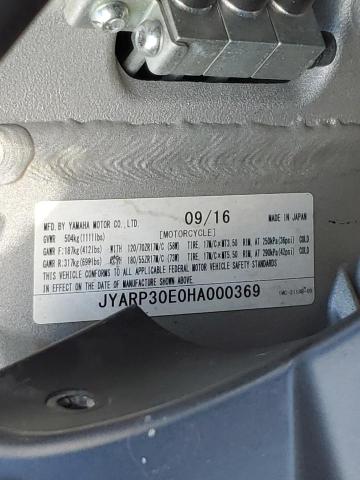 MFD. BY YAMAHA MOTOR CO., LTD. 09/16 MADE IN JAPAN
GVWR 504kg(1111lbs) [MOTORCYCLE]
GAWR F:187kg(412lbs) WITH 120/70ZR17M/C (58W) TIRE, 17M/C×MT3.50 RIM, AT 250kPa(36psi) COLD
GAWR R:317kg(699lbs) WITH 180/55ZR17M/C (73W) TIRE, 17M/C×MT5.50 RIM, AT 290kPa(42psi) COLD
THIS VEHICLE CONFORMS TO ALL APPLICABLE FEDERAL MOTOR VEHICLE SAFETY STANDARDS
IN EFFECT ON THE DATE OF MANUFACTURE SHOWN ABOVE.
JYARP30E0HA000369